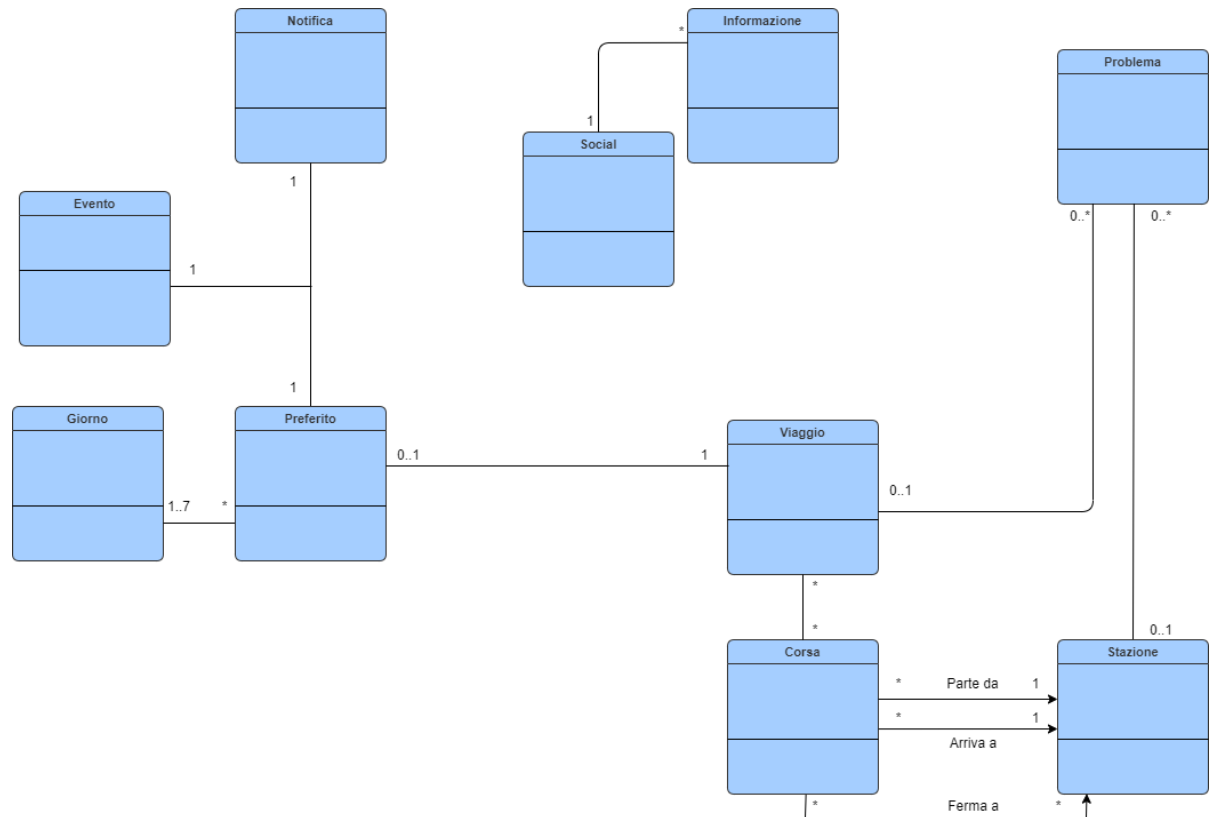 Notifica
Informazione
*
Problema
1
Social
1
Evento
0..*
0..*
1
1
Giorno
Preferito
Viaggio
0..1
1
0..1
1..7
*
*
*
0..1
Corsa
Stazione
*
Parte da
1
*
1
Arriva a
*
Ferma a
*